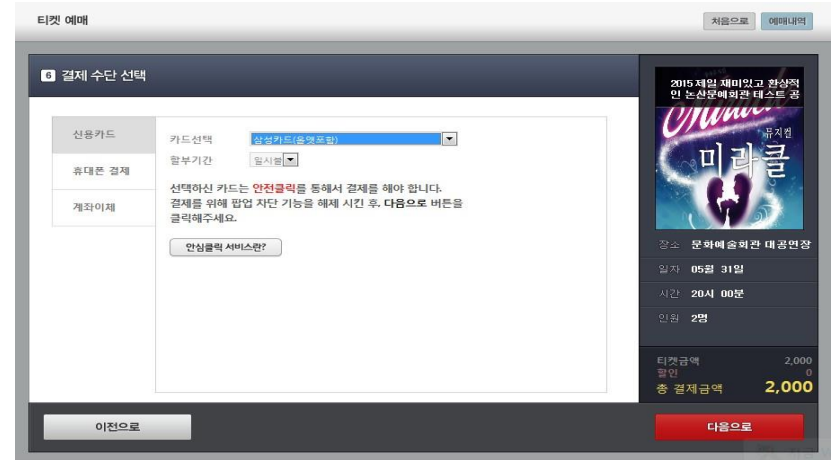 티켓 예매
처음으로
예매내역
6 결제 수단 선택
신용카드
휴대폰 결제
계좌이체
카드선택 삼성카드(올앳포함)
할부기간 일시불
선택하신 카드는 안전클릭를 통해서 결제를 해야 합니다.
결제를 위해 팝업 차단 기능을 해제 시킨 후, 다음으로 버튼을
클릭해주세요.
안심클릭 서비스란?
2015 제일 재미있고 환상적
인 논산문예회관 테스트 공
뮤지컬
미라클
장소 문화예술회관 대공연장
일자 05월 31일
시간 20시 00분
인원 2명
티켓금액 2,000
할인 0
총 결제금액 2,000
이전으로
다음으로